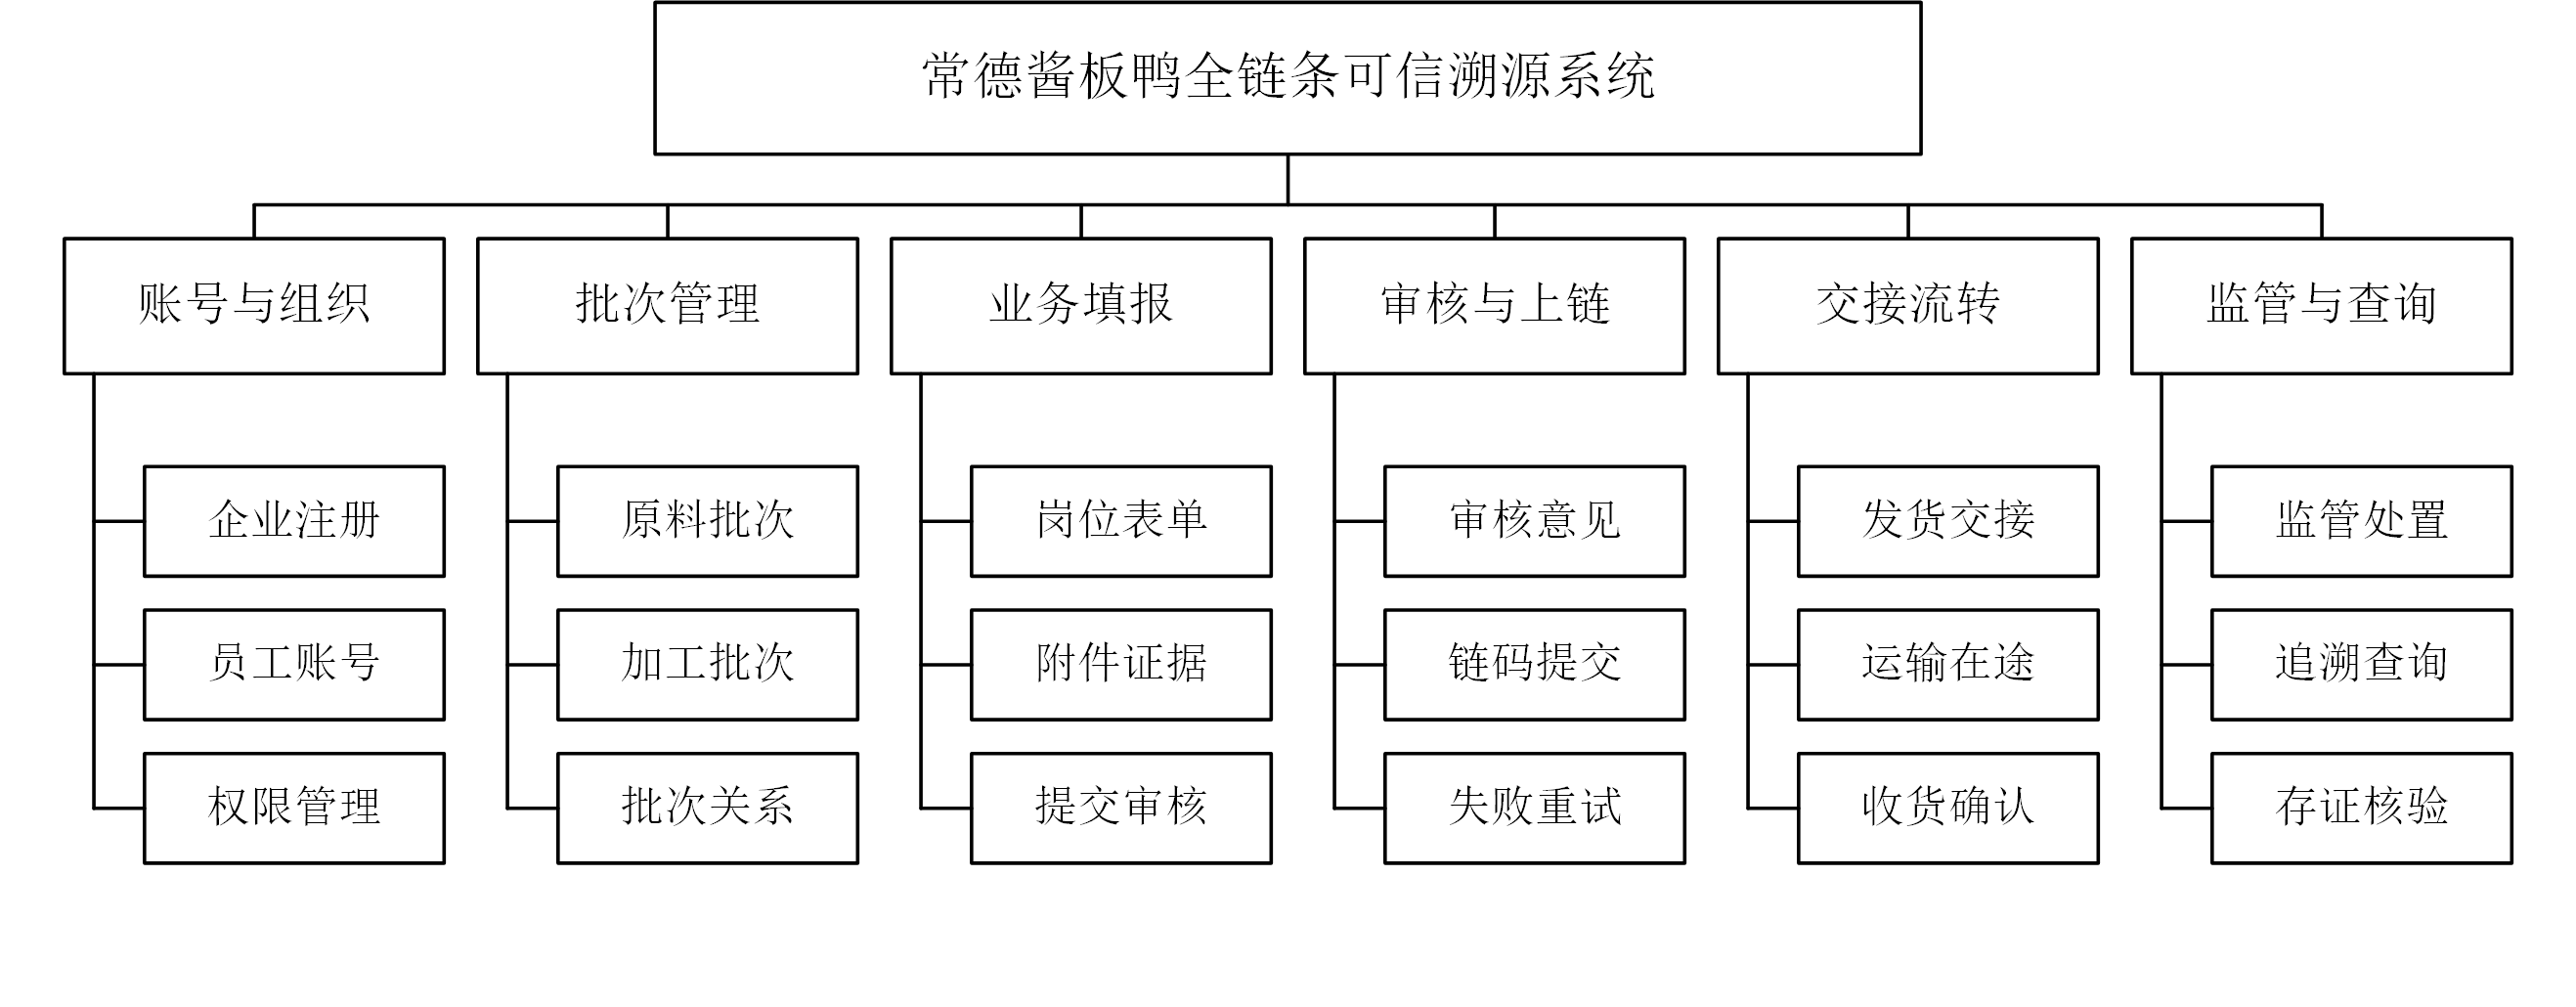 常德酱板鸭全链条可信溯源系统
账号与组织
批次管理
业务填报
审核与上链
交接流转
监管与查询
企业注册
原料批次
岗位表单
审核意见
发货交接
监管处置
员工账号
加工批次
附件证据
链码提交
运输在途
追溯查询
权限管理
批次关系
提交审核
失败重试
收货确认
存证核验